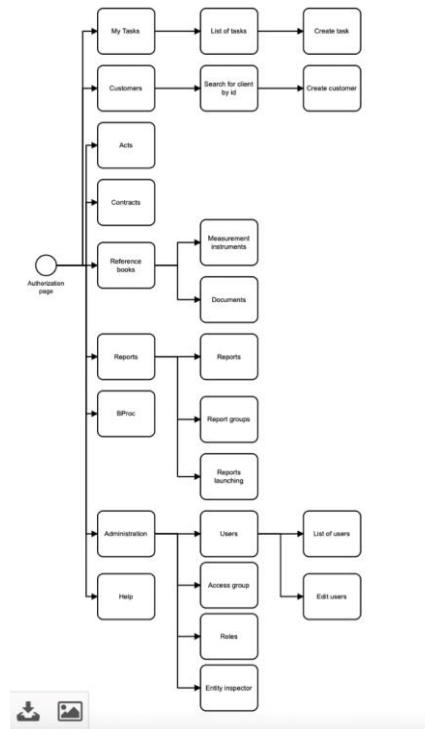 My Tasks
List of tasks
Create task
Customers
Search for client
by id
Create customer
Acts
Contracts
Authorization
page
Reference
books
Measurement
instruments
Documents
Reports
Reports
Report groups
Reports
launching
BProc
Administration
Users
List of users
Edit users
Access group
Help
Roles
Entity inspector